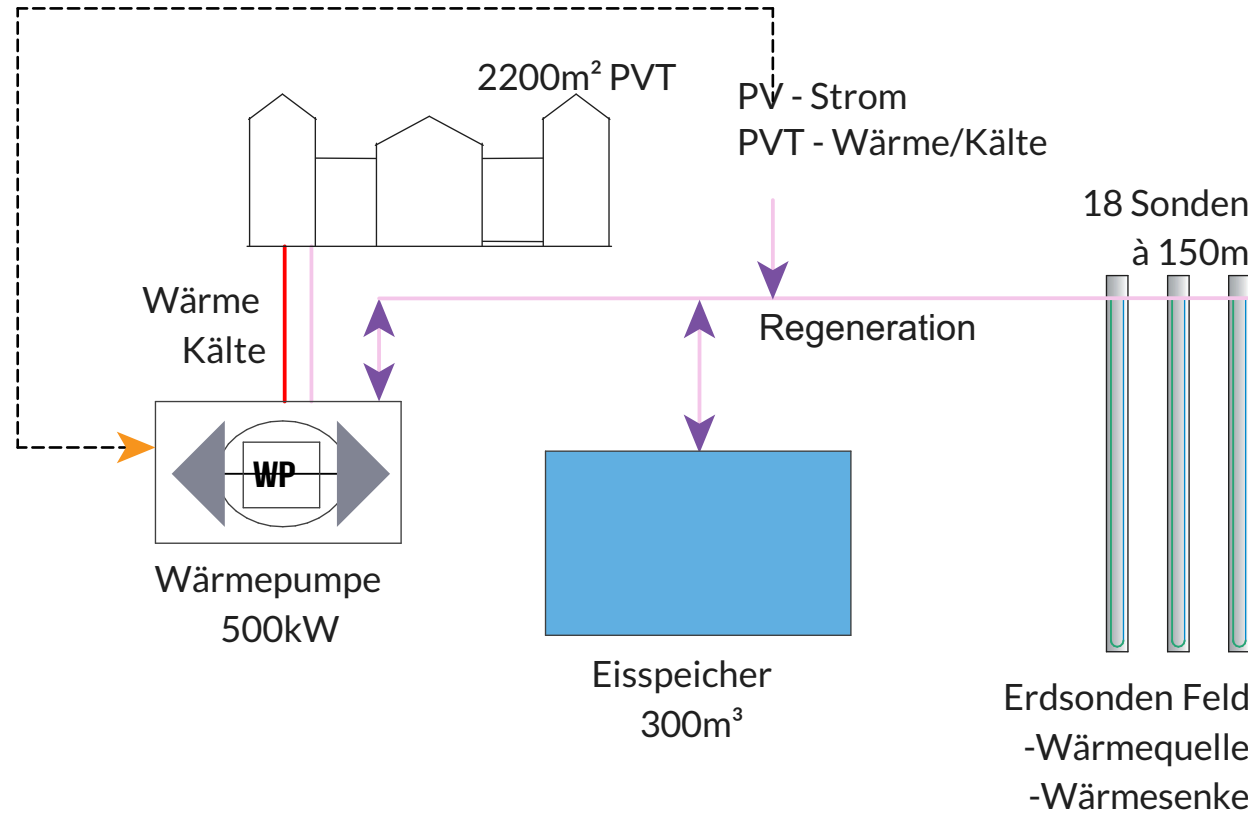 2200m² PVT
PV - Strom
PVT - Wärme/Kälte
18 Sonden
à 150m
Wärme
Kälte
Regeneration
WP
Wärmepumpe
500kW
Eisspeicher
300m³
Erdsonden Feld
-Wärmequelle
-Wärmesenke